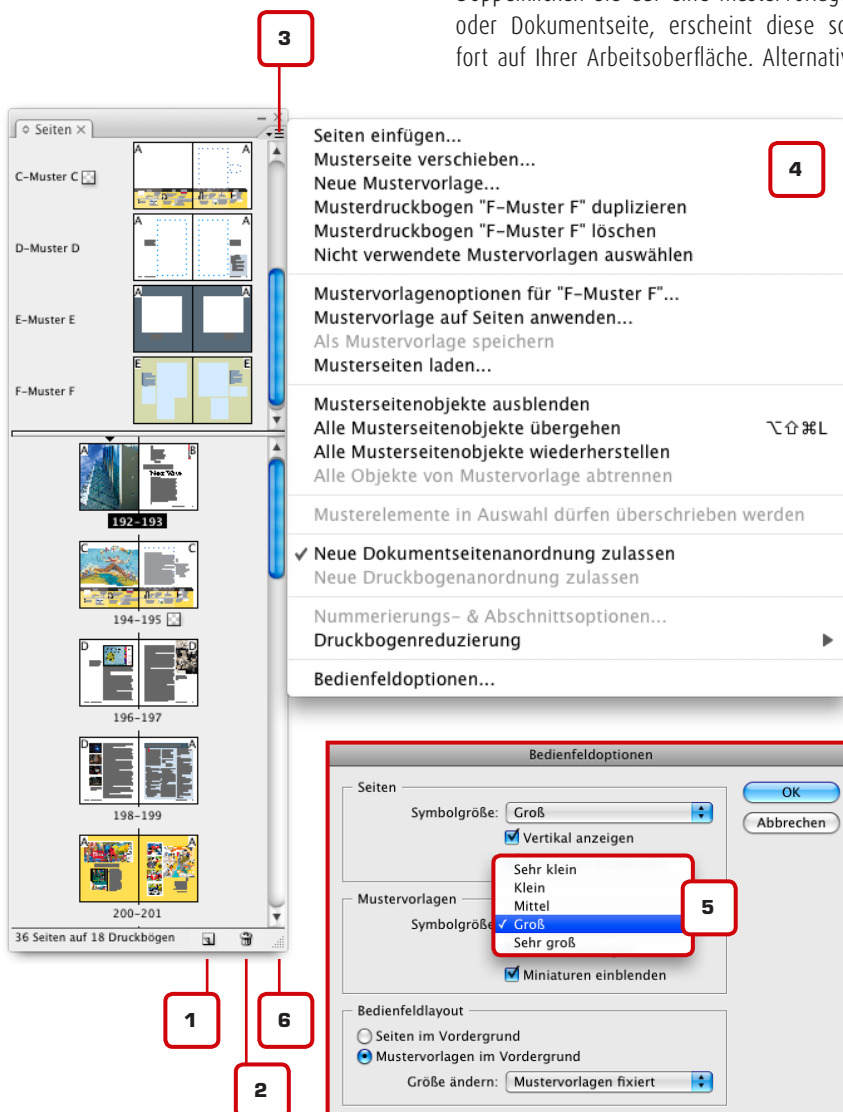 oder Dokumentseite, erscheint diese so
fort auf Ihrer Arbeitsoberfläche. Alternativ
3
Seiten
C-Muster C
A A
D-Muster D
A A
E-Muster E
A A
F-Muster F
E E
A B
192-193
C C
194-195
D D
196-197
D A
198-199
A A
200-201
36 Seiten auf 18 Druckbögen
1
2
6
4
Seiten einfügen...
Musterseite verschieben...
Neue Mustervorlage...
Musterdruckbogen "F-Muster F" duplizieren
Musterdruckbogen "F-Muster F" löschen
Nicht verwendete Mustervorlagen auswählen
Mustervorlagenoptionen für "F-Muster F"...
Mustervorlage auf Seiten anwenden...
Als Mustervorlage speichern
Musterseiten laden...
Musterseitenobjekte ausblenden
Alle Musterseitenobjekte übergehen ⌥⇧⌘L
Alle Musterseitenobjekte wiederherstellen
Alle Objekte von Mustervorlage abtrennen
Musterelemente in Auswahl dürfen überschrieben werden
✓ Neue Dokumentseitenanordnung zulassen
Neue Druckbogenanordnung zulassen
Nummerierungs- & Abschnittsoptionen...
Druckbogenreduzierung
Bedienfeldoptionen...
Bedienfeldoptionen
Seiten
Symbolgröße: Groß
Vertikal anzeigen
OK
Abbrechen
Mustervorlagen
Symbolgröße
Sehr klein
Klein
Mittel
✓ Groß
Sehr groß
5
Miniaturen einblenden
Bedienfeldlayout
Seiten im Vordergrund
Mustervorlagen im Vordergrund
Größe ändern: Mustervorlagen fixiert